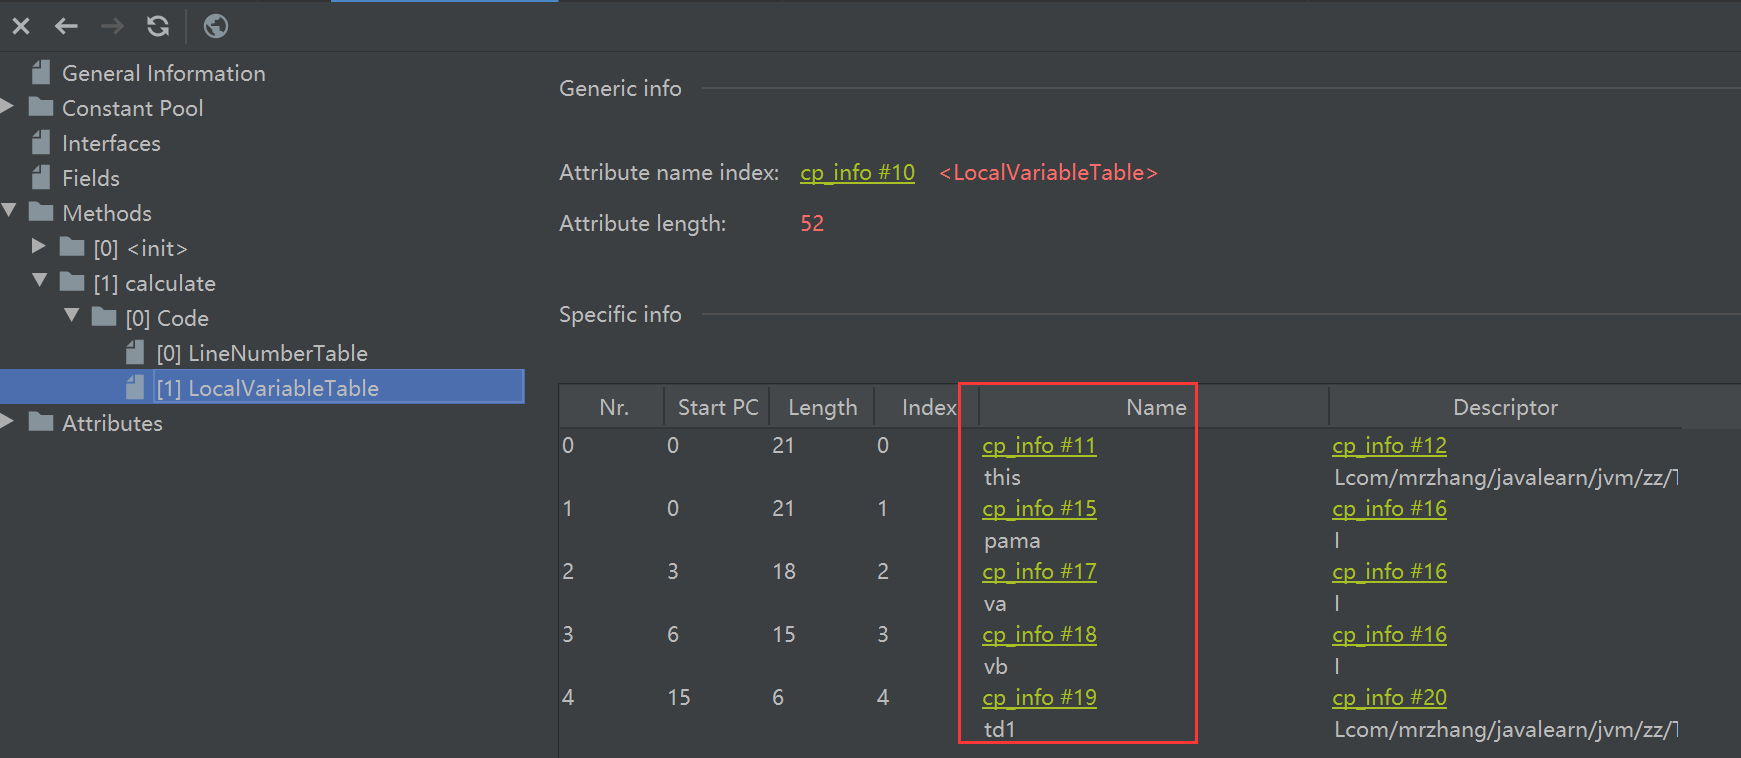 General Information
Constant Pool
Interfaces
Fields
Methods
[0] <init>
[1] calculate
[0] Code
[0] LineNumberTable
[1] LocalVariableTable
Attributes
Generic info
Attribute name index: cp_info #10 <LocalVariableTable>
Attribute length: 52
Specific info
Nr. Start PC Length Index Name Descriptor
0 0 21 0 cp_info #11 cp_info #12
this Lcom/mrzhang/javalearn/jvm/zz/T
1 0 21 1 cp_info #15 cp_info #16
pama I
2 3 18 2 cp_info #17 cp_info #16
va I
3 6 15 3 cp_info #18 cp_info #16
vb I
4 15 6 4 cp_info #19 cp_info #20
td1 Lcom/mrzhang/javalearn/jvm/zz/T